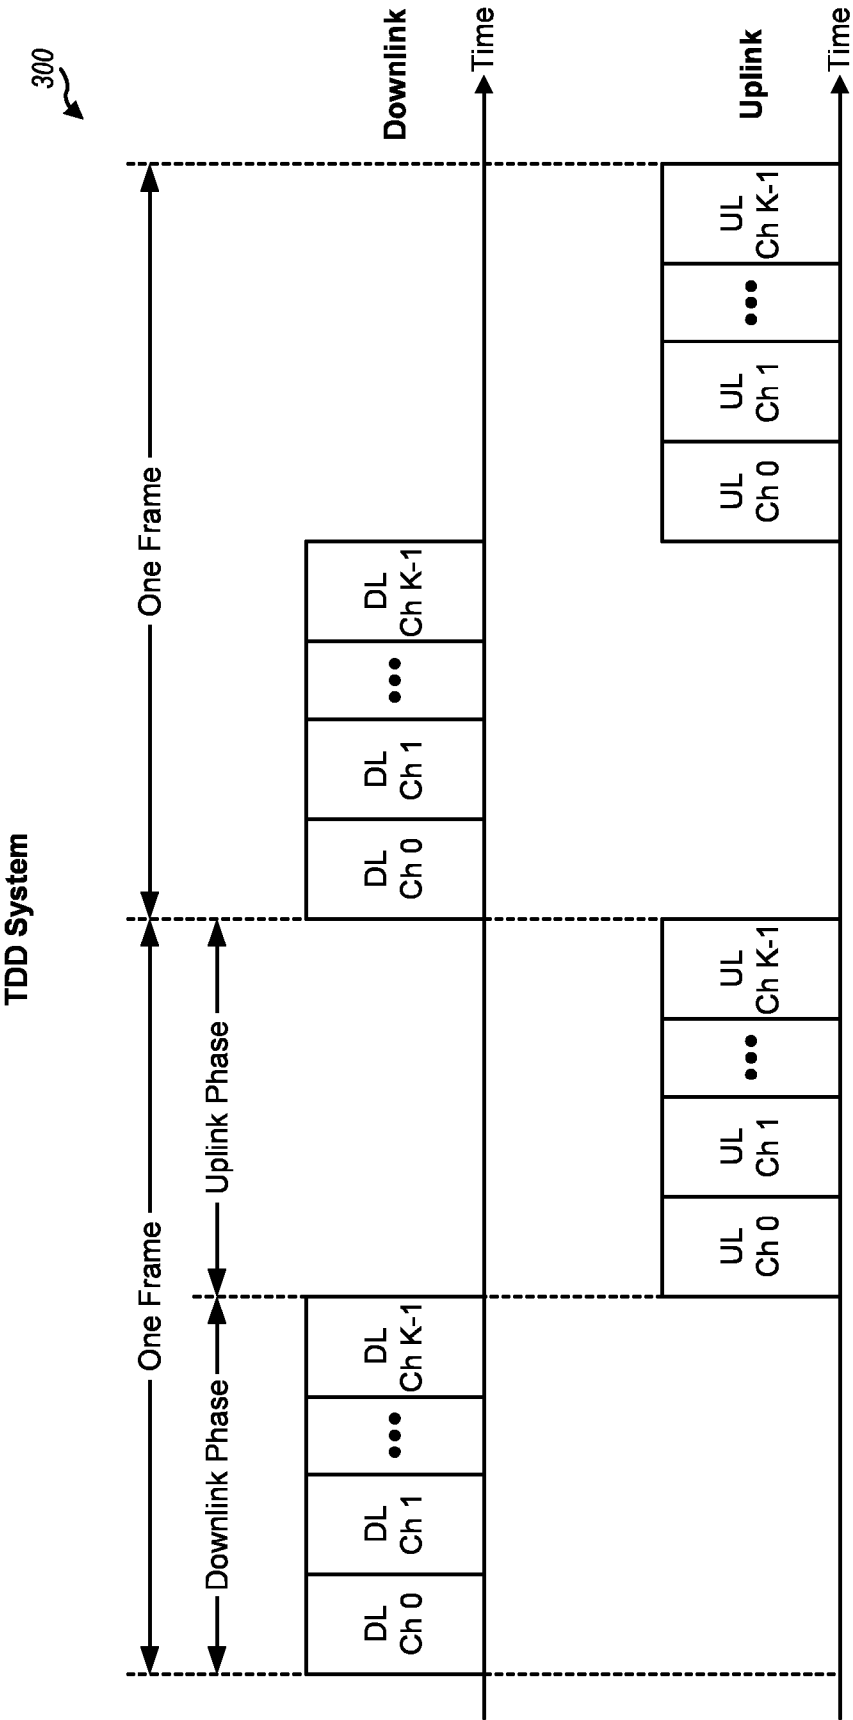 TDD System
300
One Frame
One Frame
Downlink Phase
Uplink Phase
DL
Ch 0
DL
Ch 1
•••
DL
Ch K-1
DL
Ch 0
DL
Ch 1
•••
DL
Ch K-1
Downlink
Time
UL
Ch 0
UL
Ch 1
•••
UL
Ch K-1
UL
Ch 0
UL
Ch 1
•••
UL
Ch K-1
Uplink
Time